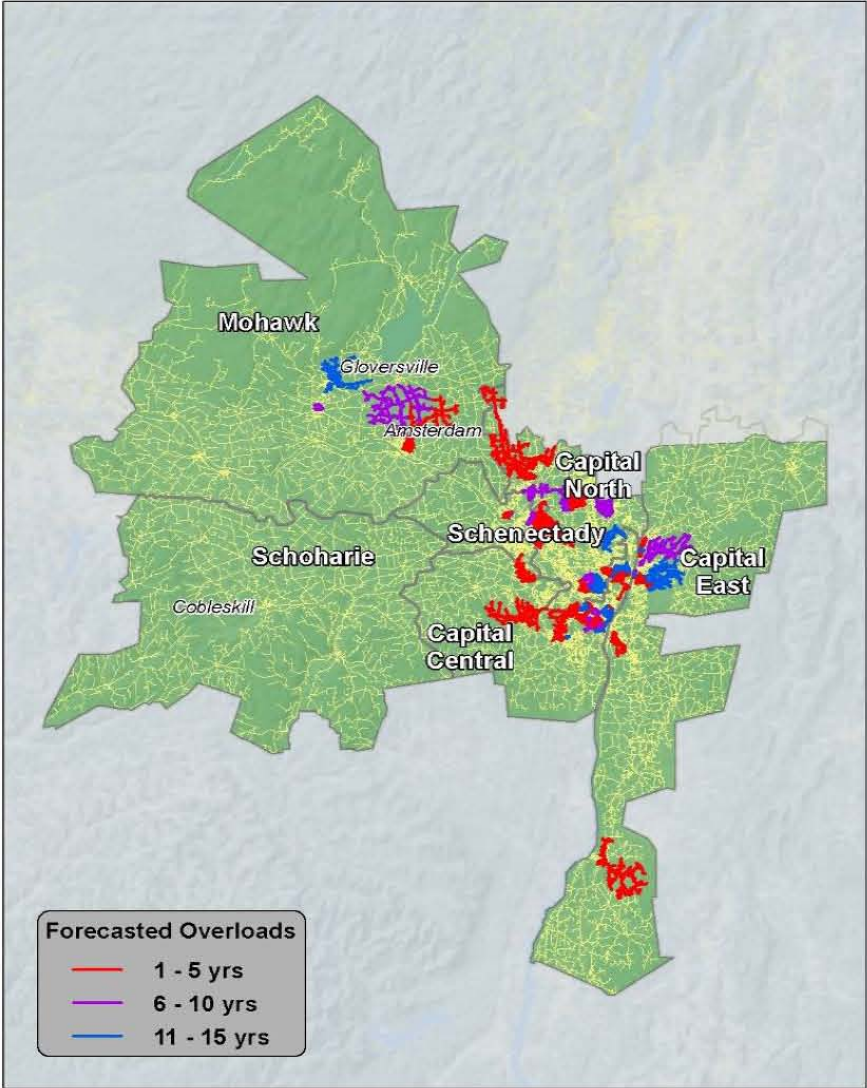 Mohawk
Gloversville
Amsterdam
Capital
North
Schenectady
Schoharie
Capital
East
Cobleskill
Capital
Central
Forecasted Overloads
1 - 5 yrs
6 - 10 yrs
11 - 15 yrs